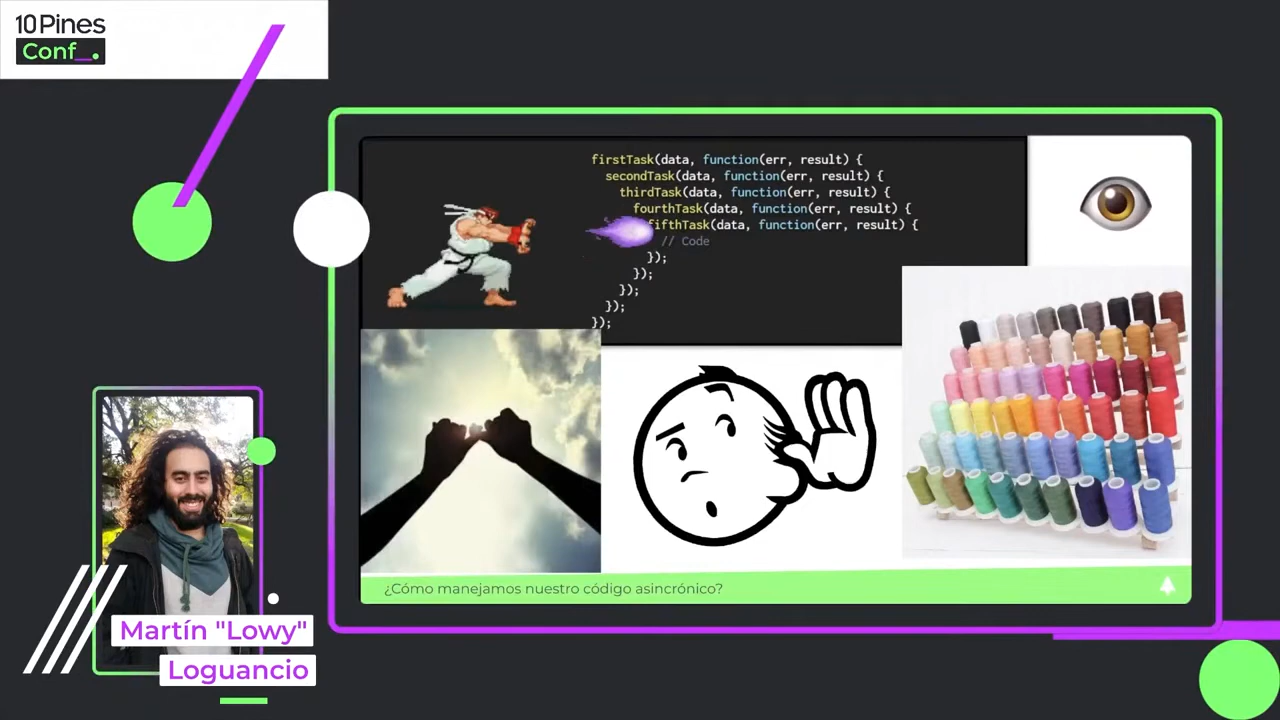 10Pines
Conf_.
firstTask(data, function(err, result) {
secondTask(data, function(err, result) {
thirdTask(data, function(err, result) {
fourthTask(data, function(err, result) {
fifthTask(data, function(err, result) {
// Code
});
});
});
});
});
¿Cómo manejamos nuestro código asincrónico?
Martín "Lowy"
Loguancio